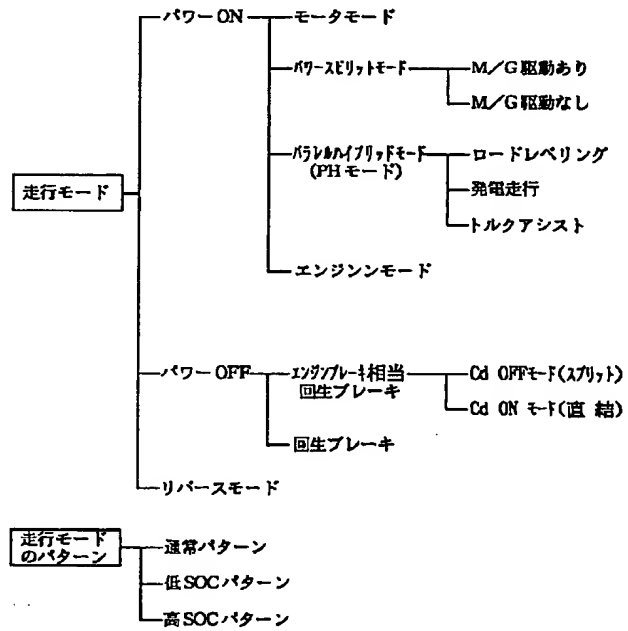 パワーON
モータモード
パワースピリットモード
M/G駆動あり
M/G駆動なし
パラレルハイブリッドモード
(PHモード)
ロードレベリング
発電走行
トルクアシスト
走行モード
エンジンンモード
パワーOFF
エンジンブレーキ相当
回生ブレーキ
Cd OFFモード(スプリット)
Cd ON モード(直 結)
回生ブレーキ
リバースモード
走行モード
のパターン
通常パターン
低SOCパターン
高SOCパターン